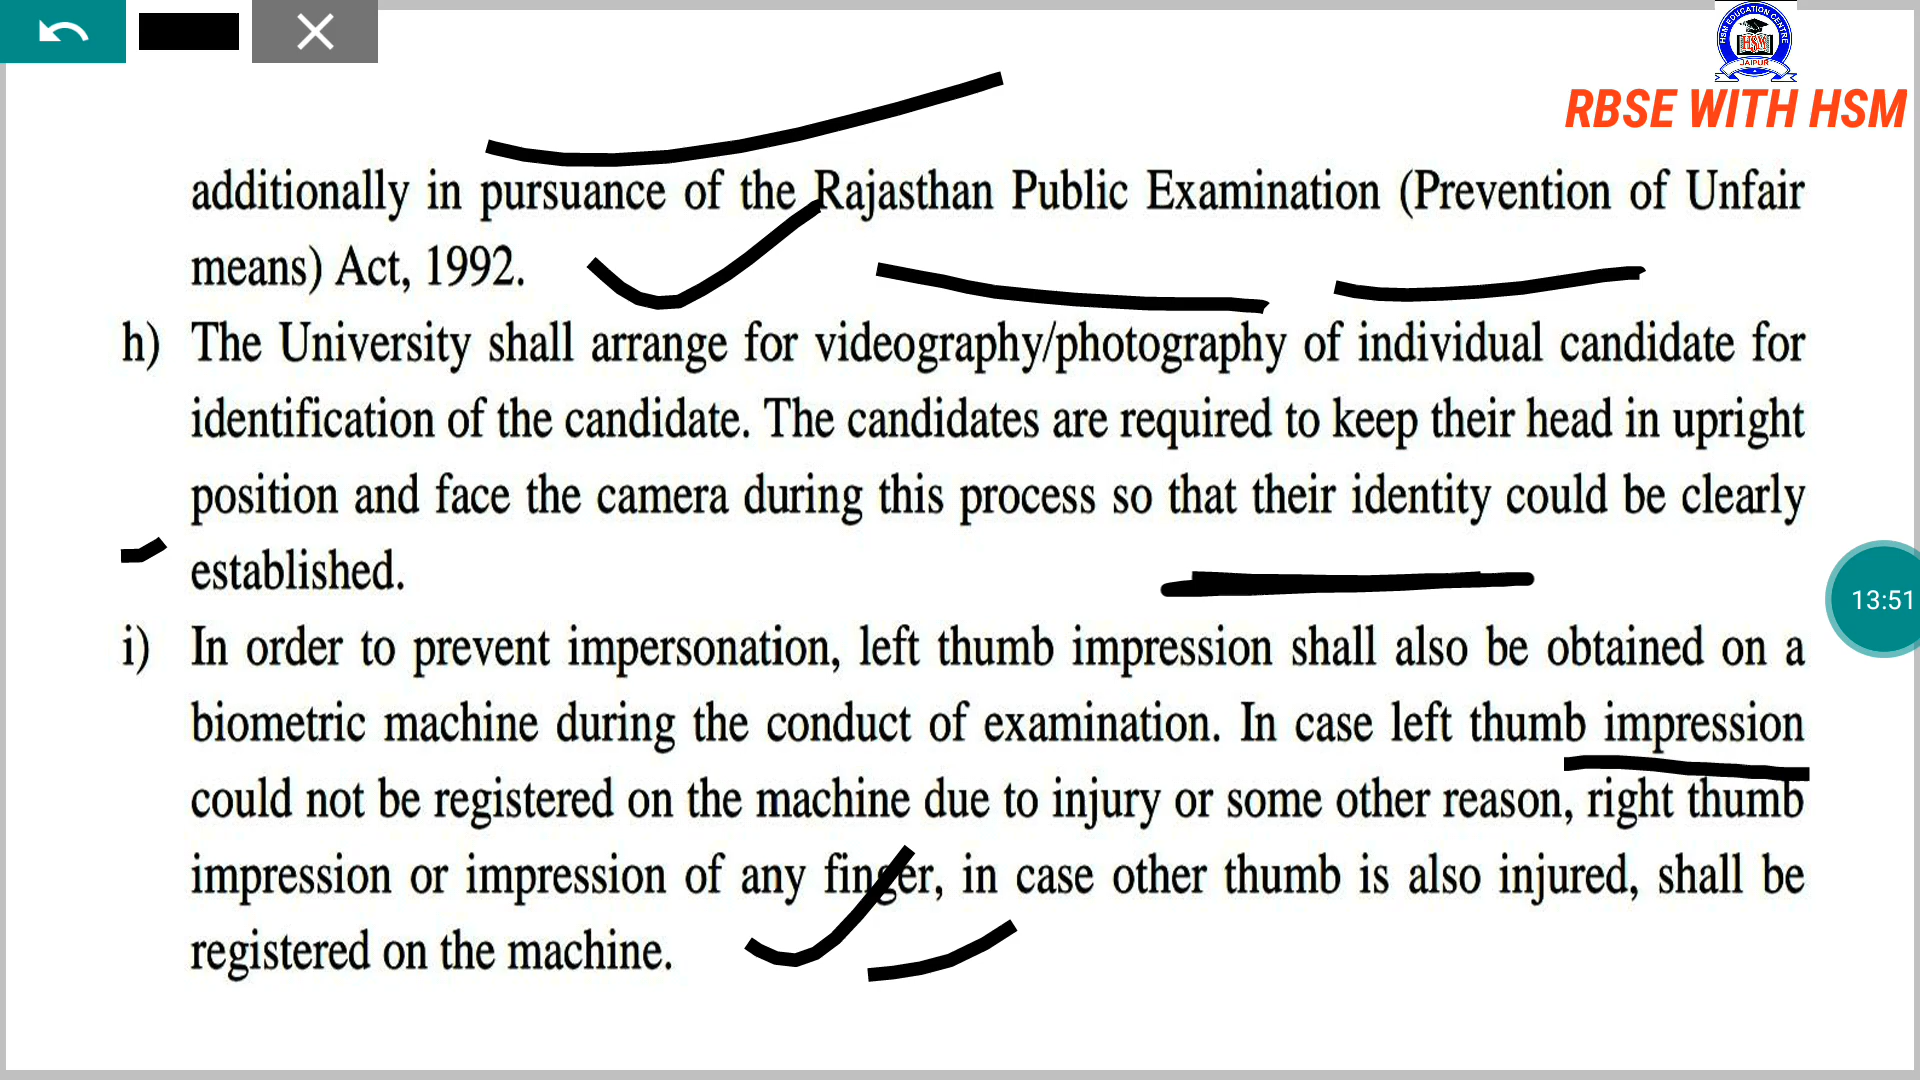 HSM EDUCATION CENTRE
HSM
JAIPUR
RBSE WITH HSM
additionally in pursuance of the Rajasthan Public Examination (Prevention of Unfair
means) Act, 1992.
h) The University shall arrange for videography/photography of individual candidate for
identification of the candidate. The candidates are required to keep their head in upright
position and face the camera during this process so that their identity could be clearly
established.
13:51
i) In order to prevent impersonation, left thumb impression shall also be obtained on a
biometric machine during the conduct of examination. In case left thumb impression
could not be registered on the machine due to injury or some other reason, right thumb
impression or impression of any finger, in case other thumb is also injured, shall be
registered on the machine.